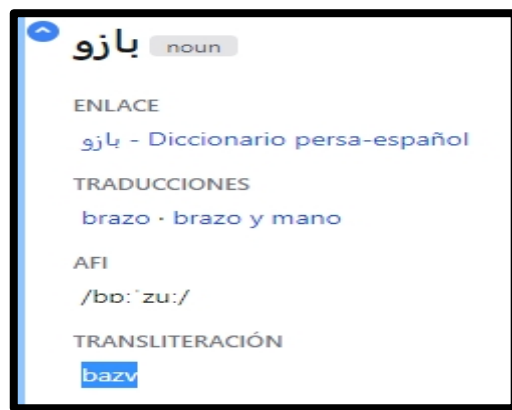 بازو noun
ENLACE
بازو - Diccionario persa-español
TRADUCCIONES
brazo · brazo y mano
AFI
/bɒːˈzuː/
TRANSLITERACIÓN
bazv